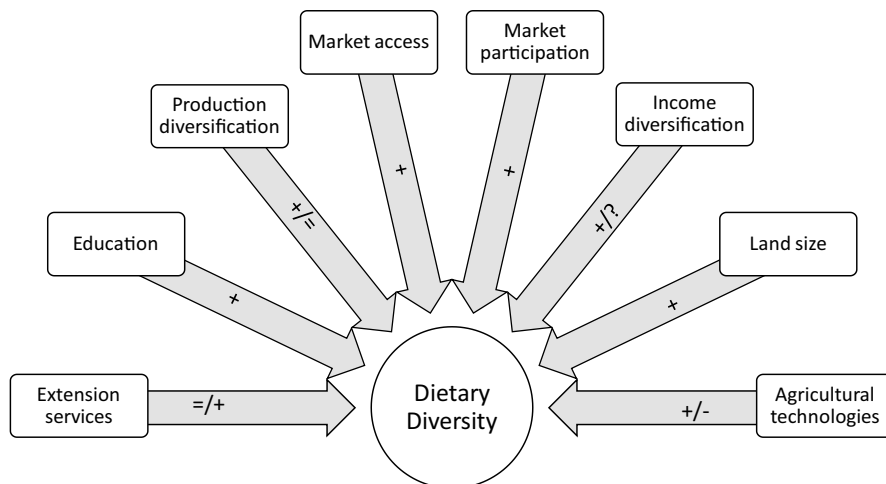 Market access
Market
participation
Production
diversification
Income
diversification
Education
Land size
Extension
services
Agricultural
technologies
Dietary
Diversity
+
+
+/=
+/?
+
+
=/+
+/-